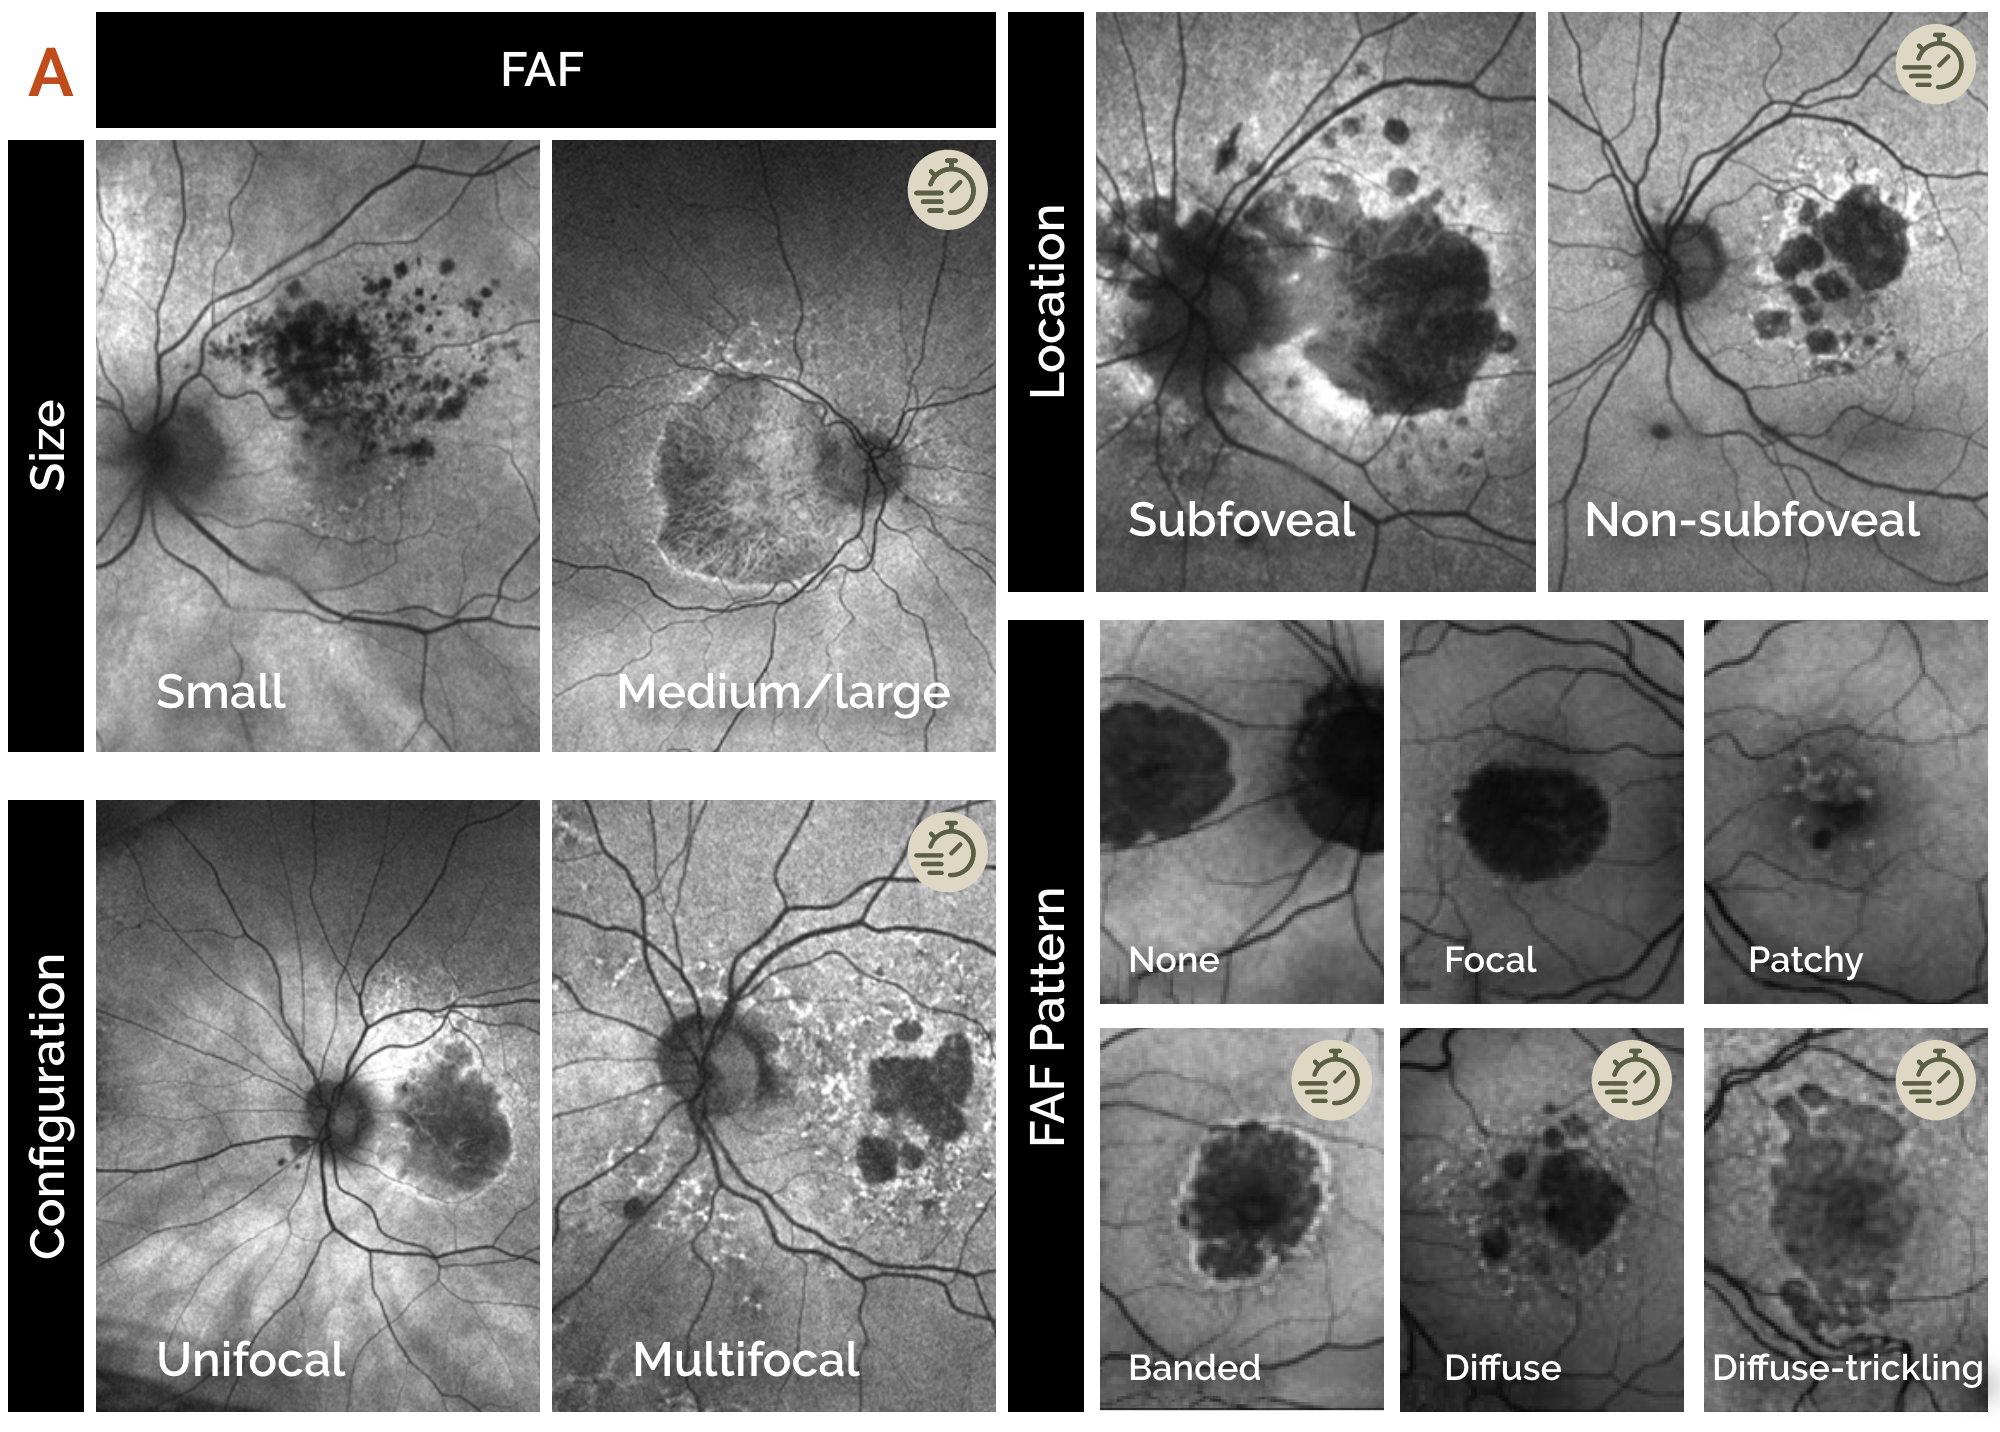 A
FAF
Size
Small
Medium/large
Configuration
Unifocal
Multifocal
Location
Subfoveal
Non-subfoveal
FAF Pattern
None
Focal
Patchy
Banded
Diffuse
Diffuse-trickling